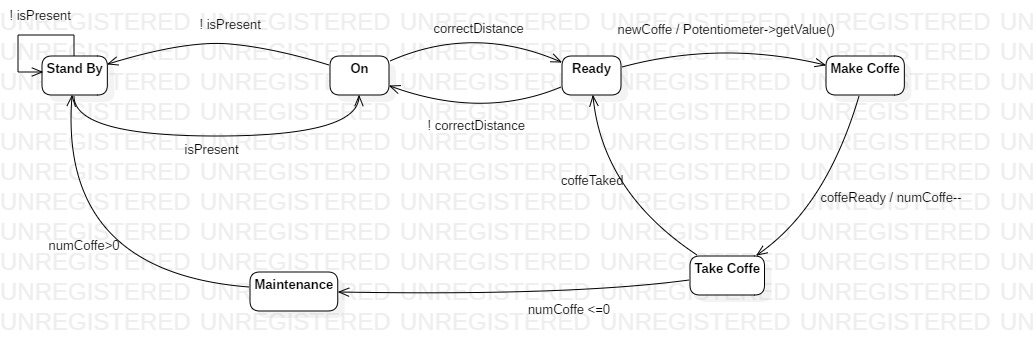 ! isPresent
! isPresent
correctDistance
newCoffe / Potentiometer->getValue()
Stand By
On
Ready
Make Coffe
! correctDistance
isPresent
coffeTaked
coffeReady / numCoffe--
numCoffe>0
Take Coffe
Maintenance
numCoffe <=0
UNREGISTERED UNREGISTERED UNREGISTERED UNREGISTERED UNREGISTERED UN